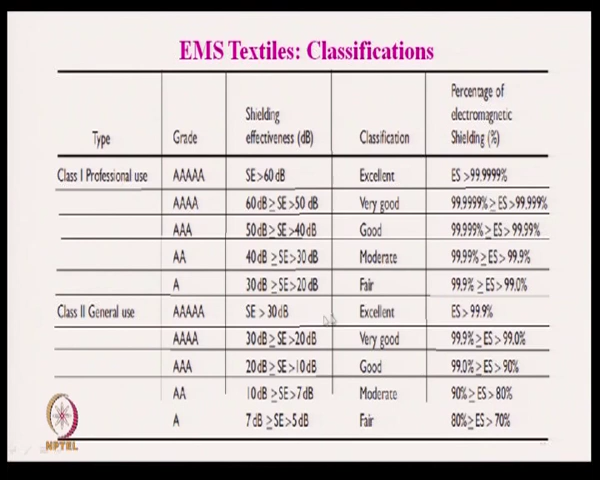 EMS Textiles: Classifications
Type Grade Shielding effectiveness (dB) Classification Percentage of electromagnetic Shielding (%)
Class I Professional use AAAAA SE>60 dB Excellent ES >99.9999%
AAAA 60 dB ≥ SE >50 dB Very good 99.9999% ≥ ES >99.999%
AAA 50 dB ≥ SE >40 dB Good 99.999% ≥ ES > 99.99%
AA 40 dB ≥ SE >30 dB Moderate 99.99% ≥ ES > 99.9%
A 30 dB ≥ SE >20 dB Fair 99.9% ≥ ES > 99.0%
Class II General use AAAAA SE > 30 dB Excellent ES > 99.9%
AAAA 30 dB ≥ SE >20 dB Very good 99.9% ≥ ES > 99.0%
AAA 20 dB ≥ SE >10 dB Good 99.0% ≥ ES > 90%
AA 10 dB ≥ SE >7 dB Moderate 90% ≥ ES > 80%
A 7 dB ≥ SE >5 dB Fair 80% ≥ ES > 70%
NPTEL